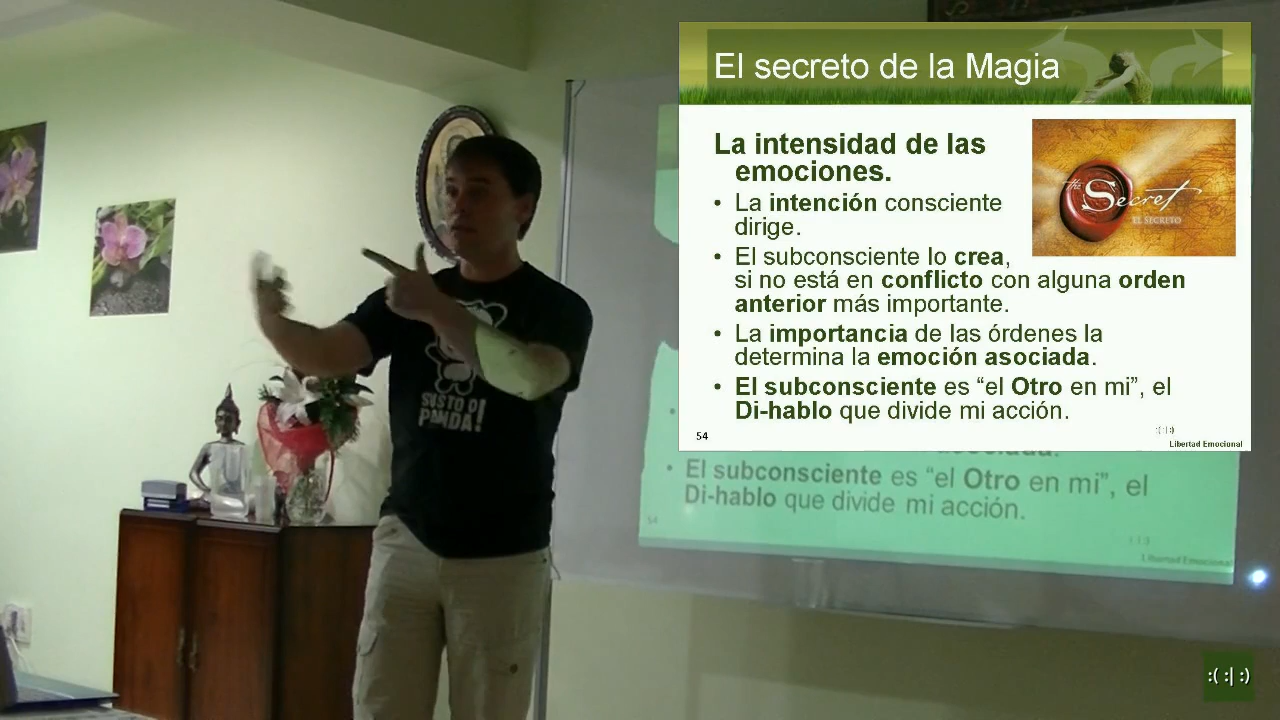 El secreto de la Magia
La intensidad de las
emociones.
the Secret
EL SECRETO
• La intención consciente
dirige.
• El subconsciente lo crea,
si no está en conflicto con alguna orden
anterior más importante.
• La importancia de las órdenes la
determina la emoción asociada.
• El subconsciente es “el Otro en mi”, el
Di-hablo que divide mi acción.
54
:(:|:)
Libertad Emocional
SUSTO O
PANDA!
asociada.
• El subconsciente es “el Otro en mi”, el
Di-hablo que divide mi acción.
54
Libertad Emocional
:( :| :)